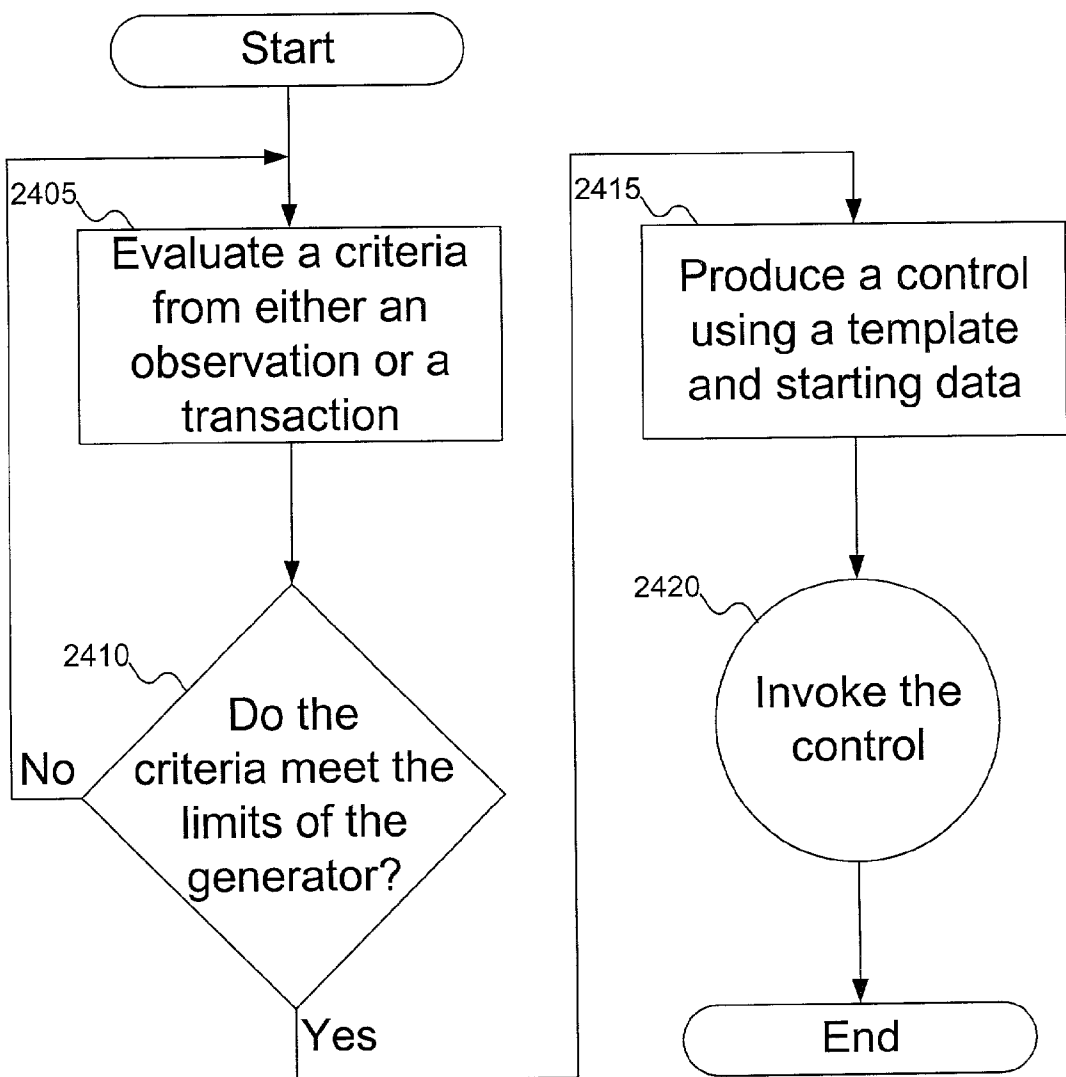 Start
2405
Evaluate a criteria
from either an
observation or a
transaction
2410
Do the
criteria meet the
limits of the
generator?
No
Yes
2415
Produce a control
using a template
and starting data
2420
Invoke the
control
End